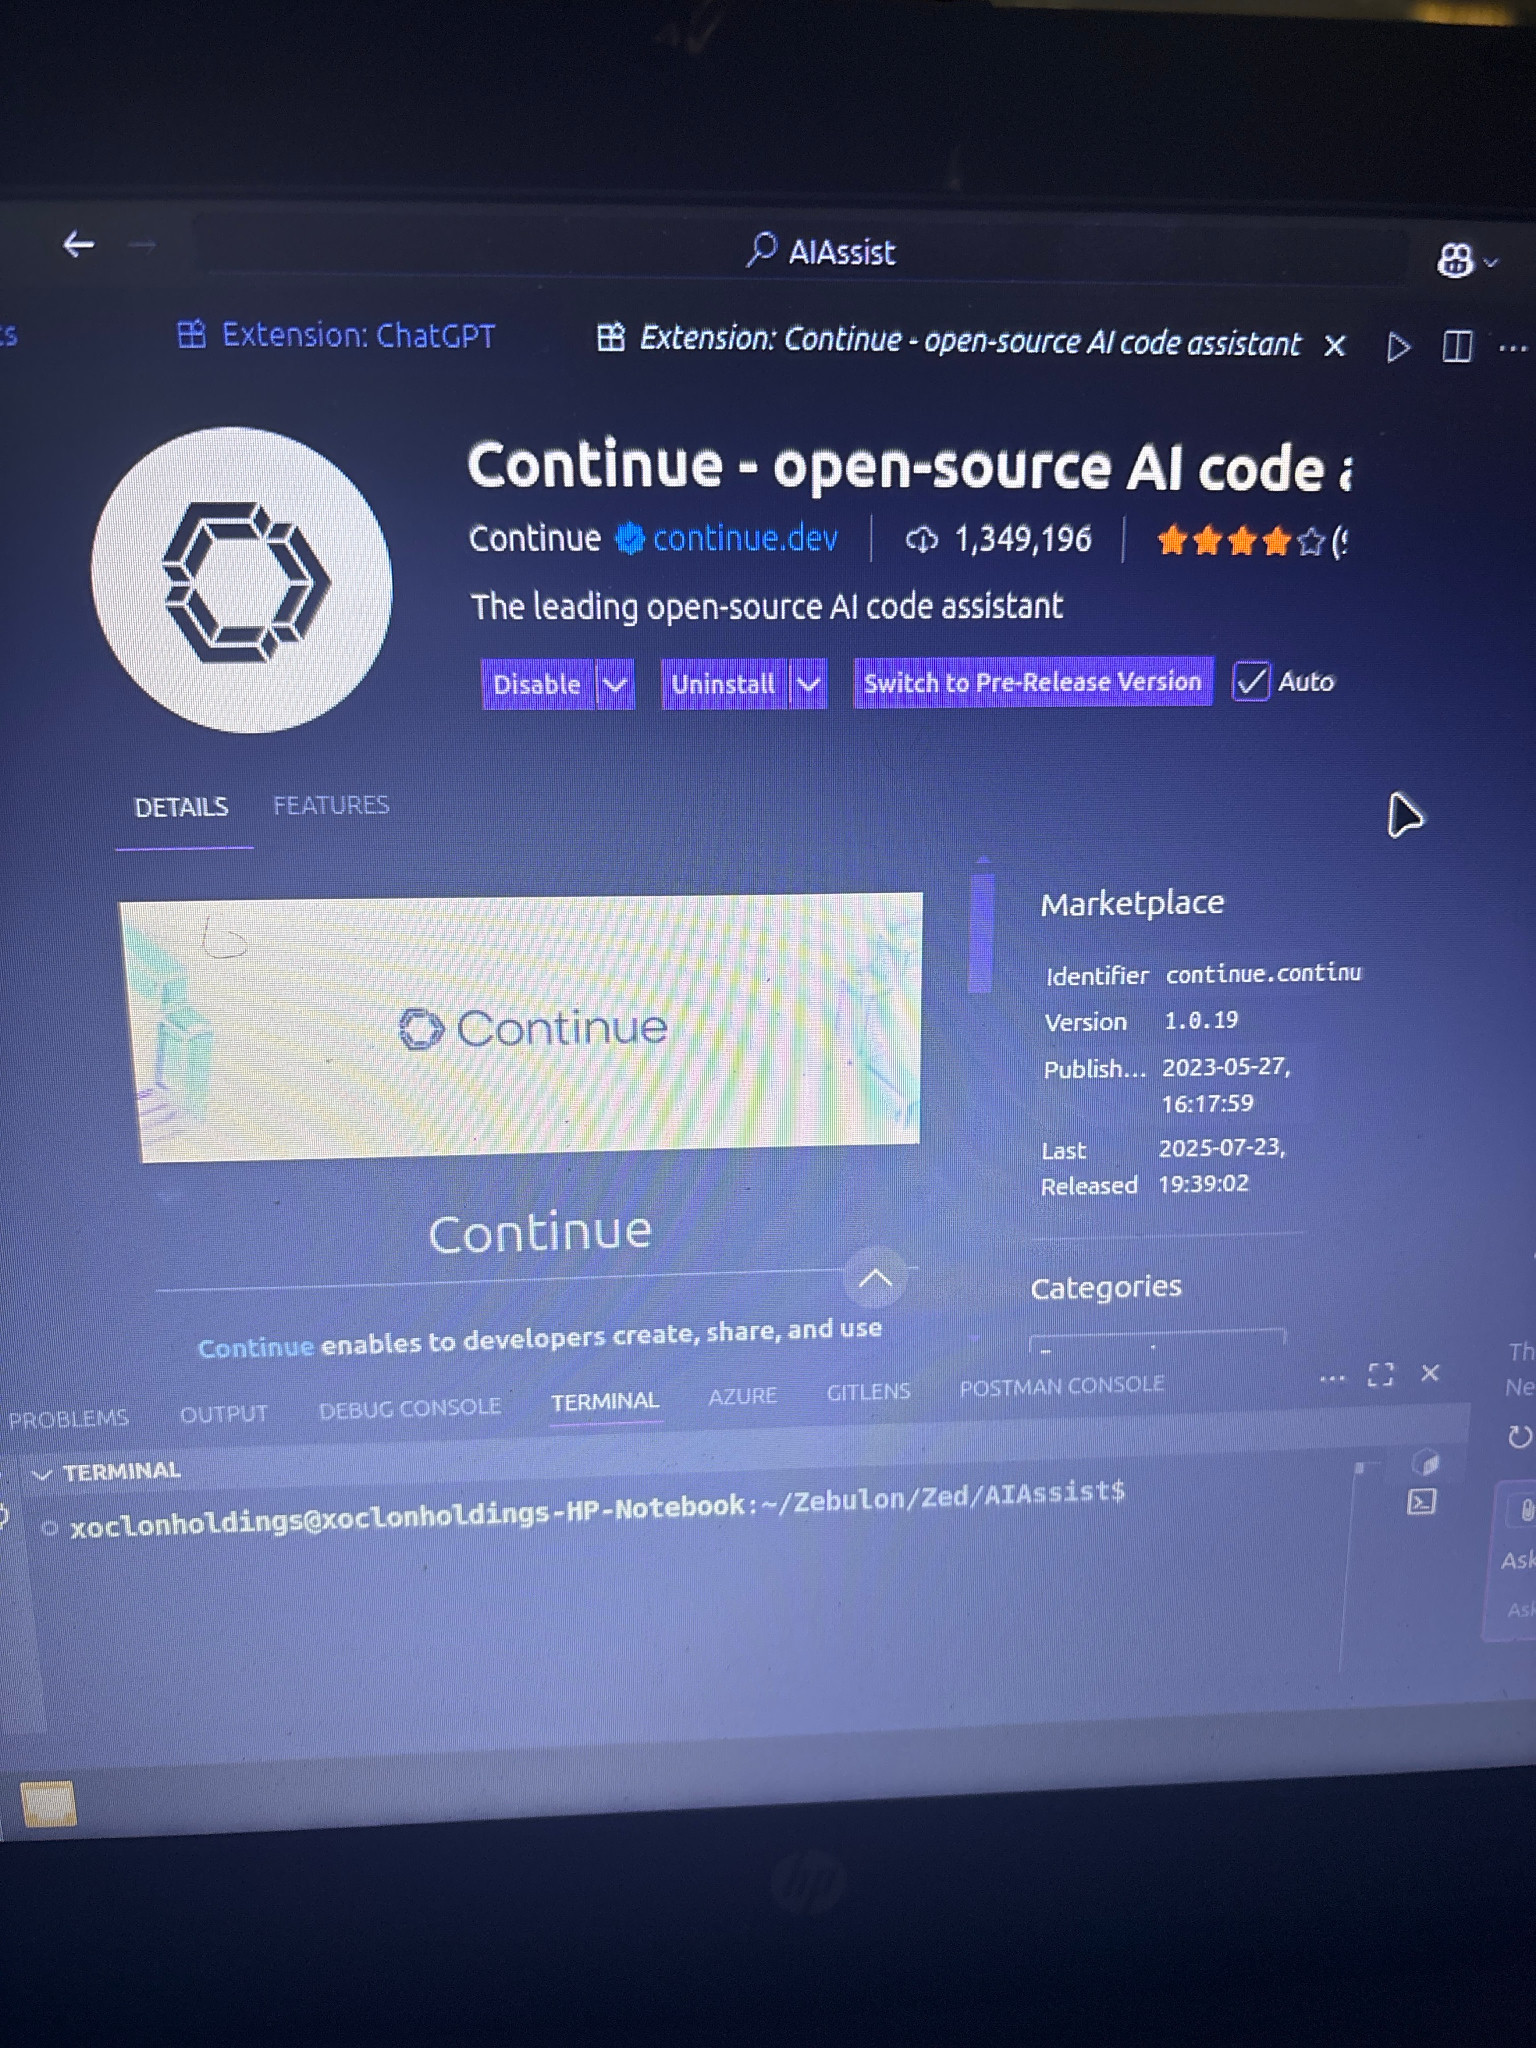 AIAssist
ts
Extension: ChatGPT
Extension: Continue - open-source AI code assistant
Continue - open-source AI code
Continue continue.dev 1,349,196
The leading open-source AI code assistant
Disable Uninstall Switch to Pre-Release Version Auto
DETAILS FEATURES
Continue
Marketplace
Identifier continue.continu
Version 1.0.19
Publish... 2023-05-27,
16:17:59
Last 2025-07-23,
Released 19:39:02
Continue
Categories
Continue enables to developers create, share, and use
PROBLEMS OUTPUT DEBUG CONSOLE TERMINAL AZURE GITLENS POSTMAN CONSOLE
TERMINAL
xoclonholdings@xoclonholdings-HP-Notebook:~/Zebulon/Zed/AIAssist$
Th
Ne
Ask
Ask
hp